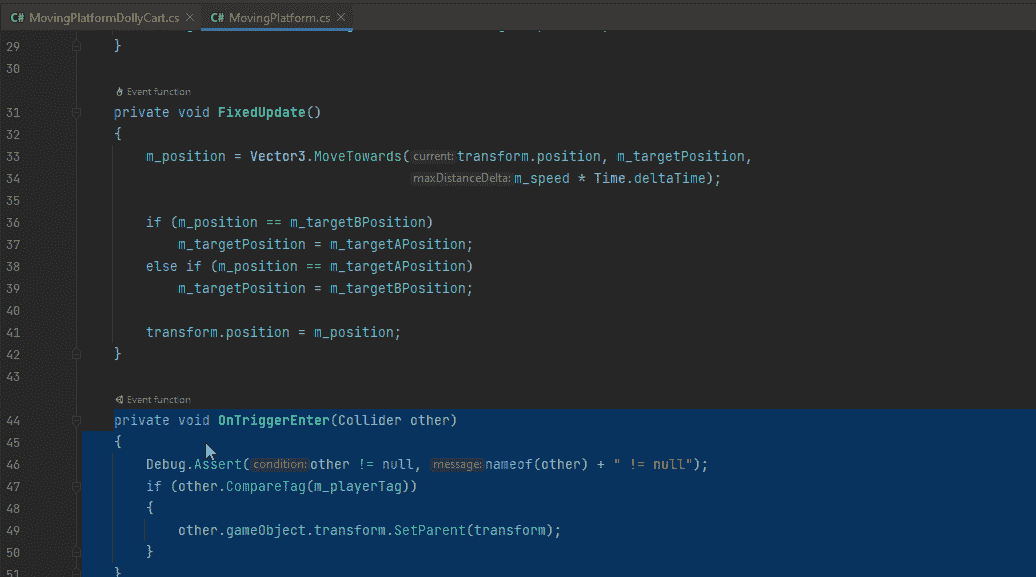 C# MovingPlatformDollyCart.cs × C# MovingPlatform.cs ×
29 }
30
Event function
31 private void FixedUpdate()
32 {
33 m_position = Vector3.MoveTowards( current: transform.position, m_targetPosition,
34 maxDistanceDelta: m_speed * Time.deltaTime);
35
36 if (m_position == m_targetBPosition)
37 m_targetPosition = m_targetAPosition;
38 else if (m_position == m_targetAPosition)
39 m_targetPosition = m_targetBPosition;
40
41 transform.position = m_position;
42 }
43
Event function
44 private void OnTriggerEnter(Collider other)
45 {
46 Debug.Assert( condition: other != null, message: nameof(other) + " != null");
47 if (other.CompareTag(m_playerTag))
48 {
49 other.gameObject.transform.SetParent(transform);
50 }
51 }